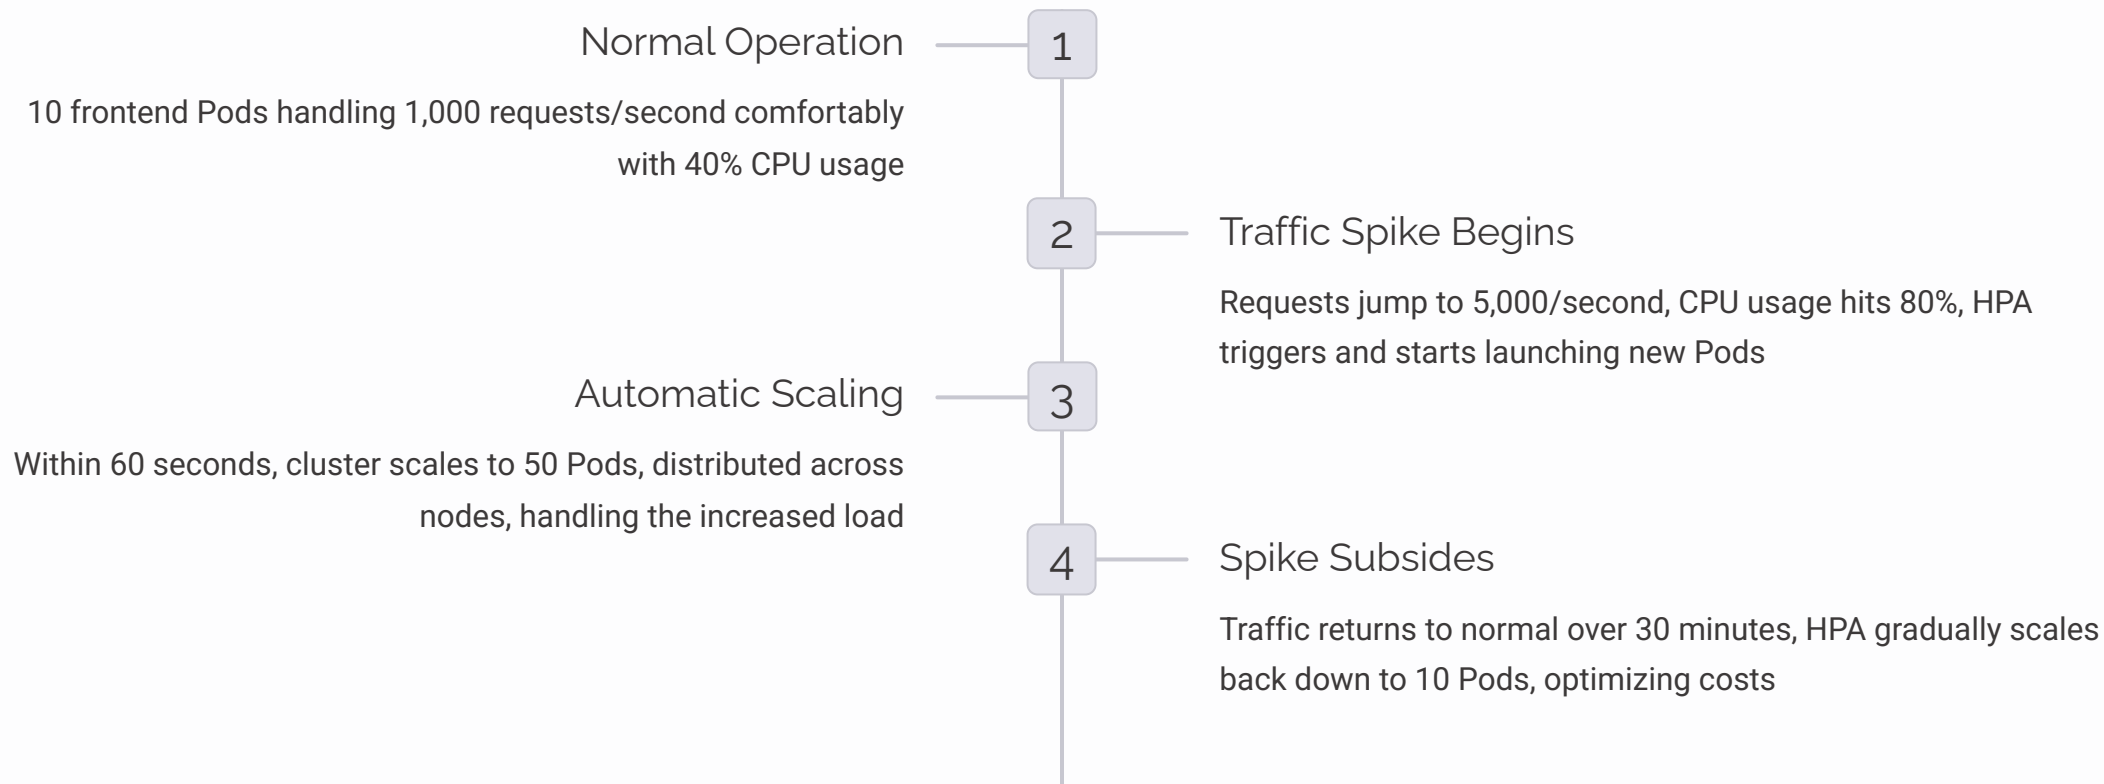 Normal Operation
1
10 frontend Pods handling 1,000 requests/second comfortably
with 40% CPU usage
2
Traffic Spike Begins
Requests jump to 5,000/second, CPU usage hits 80%, HPA
triggers and starts launching new Pods
Automatic Scaling
3
Within 60 seconds, cluster scales to 50 Pods, distributed across
nodes, handling the increased load
4
Spike Subsides
Traffic returns to normal over 30 minutes, HPA gradually scales
back down to 10 Pods, optimizing costs